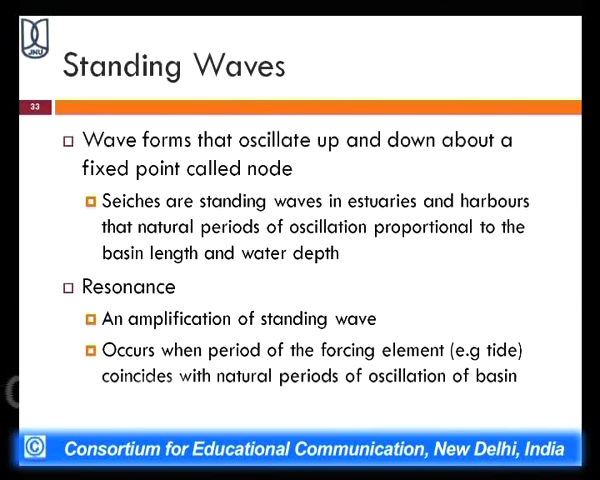 JNU
Standing Waves
33
Wave forms that oscillate up and down about a
fixed point called node
Seiches are standing waves in estuaries and harbours
that natural periods of oscillation proportional to the
basin length and water depth
Resonance
An amplification of standing wave
Occurs when period of the forcing element (e.g tide)
coincides with natural periods of oscillation of basin
© Consortium for Educational Communication, New Delhi, India